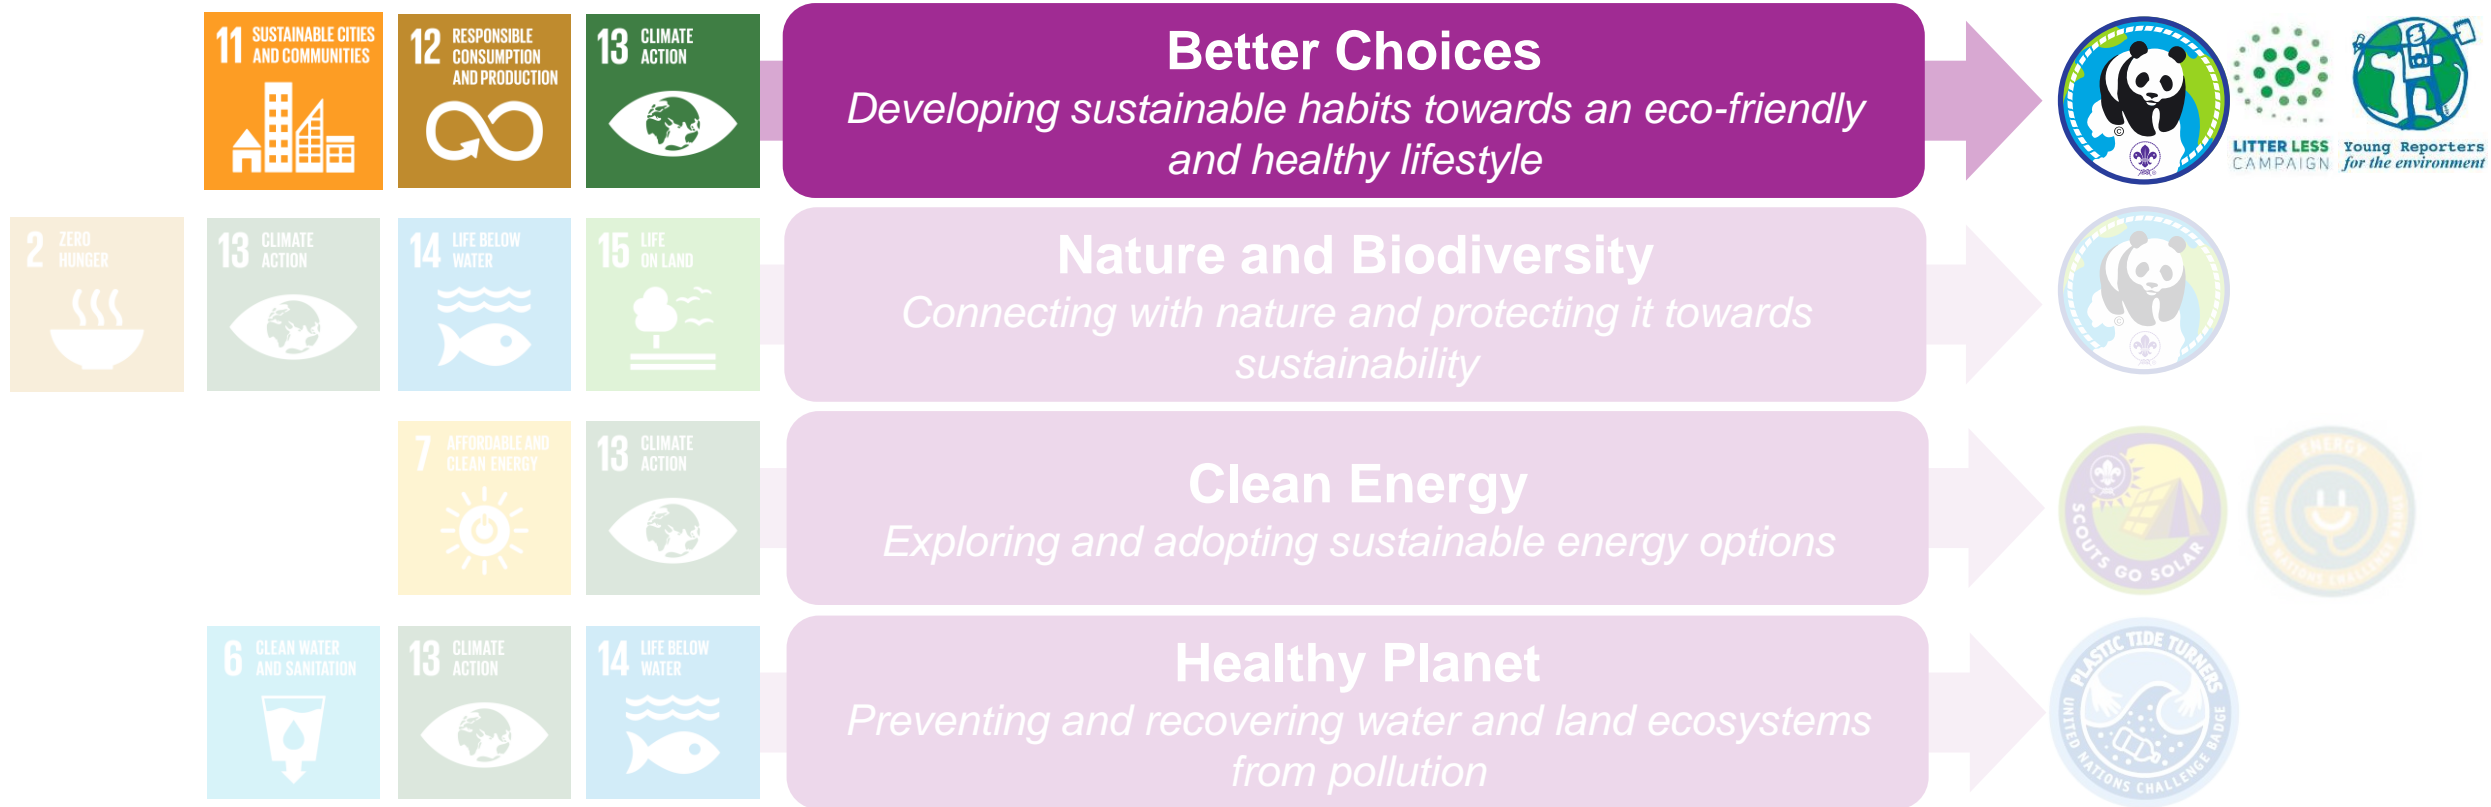 11 SUSTAINABLE CITIES
AND COMMUNITIES
12 RESPONSIBLE
CONSUMPTION
AND PRODUCTION
13 CLIMATE
ACTION
Better Choices
Developing sustainable habits towards an eco-friendly
and healthy lifestyle
©
LITTER LESS
CAMPAIGN
Young Reporters
for the environment
2 ZERO
HUNGER
13 CLIMATE
ACTION
14 LIFE BELOW
WATER
15 LIFE
ON LAND
Nature and Biodiversity
Connecting with nature and protecting it towards
sustainability
©
7 AFFORDABLE AND
CLEAN ENERGY
13 CLIMATE
ACTION
Clean Energy
Exploring and adopting sustainable energy options
SCOUTS GO SOLAR
ENERGY
UNITED NATIONS CHALLENGE BADGE
6 CLEAN WATER
AND SANITATION
13 CLIMATE
ACTION
14 LIFE BELOW
WATER
Healthy Planet
Preventing and recovering water and land ecosystems
from pollution
PLASTIC TIDE TURNERS
UNITED NATIONS CHALLENGE BADGE